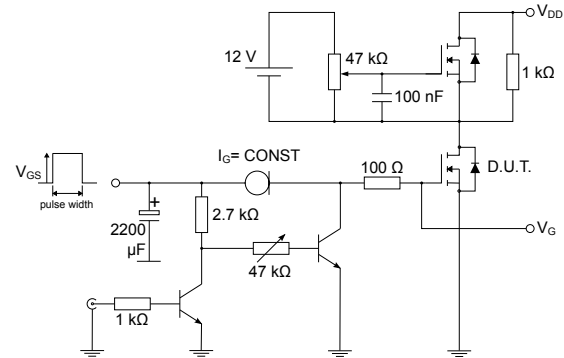 V_DD
12 V
47 kΩ
1 kΩ
100 nF
V_GS
pulse width
I_G= CONST
100 Ω
D.U.T.
+
2200
μF
2.7 kΩ
V_G
47 kΩ
1 kΩ